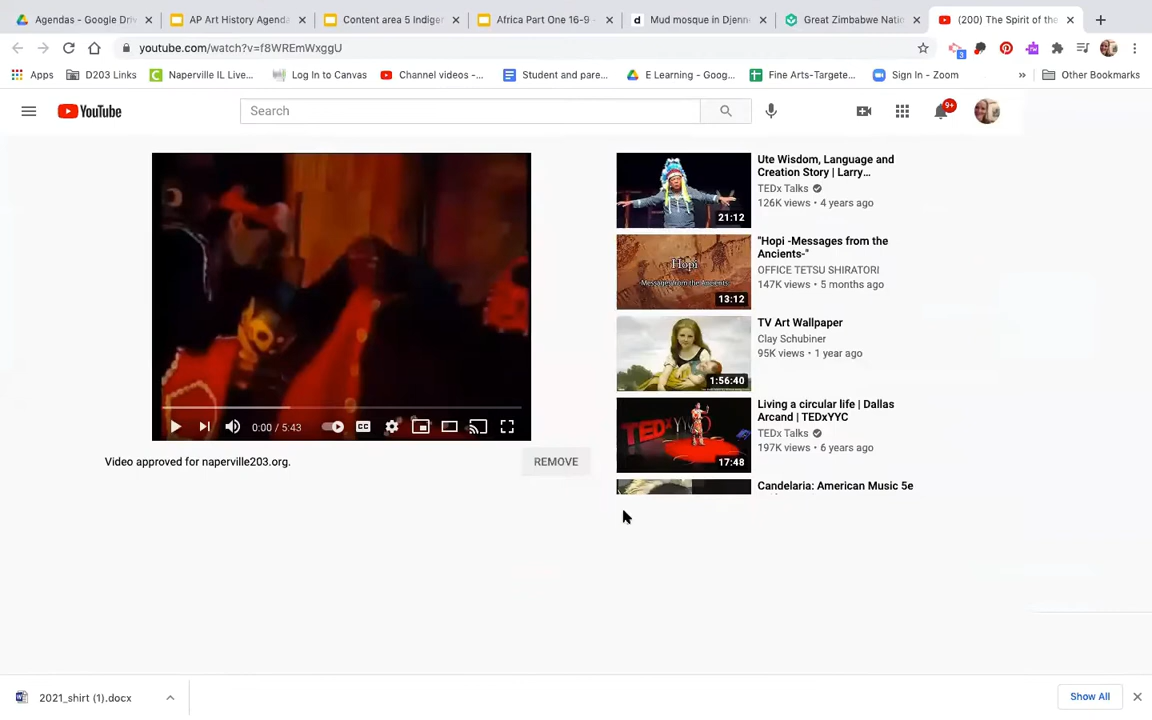 Agendas - Google Driv
AP Art History Agenda
Content area 5 Indiger
Africa Part One 16-9 -
Mud mosque in Djenn
Great Zimbabwe Natio
(200) The Spirit of the
youtube.com/watch?v=f8WREmWxggU
3
Apps
D203 Links
Naperville IL Live...
Log In to Canvas
Channel videos -...
Student and pare...
E Learning - Goog...
Fine Arts-Targete...
Sign In - Zoom
»
Other Bookmarks
YouTube
Search
9+
0:00 / 5:43
CC
Video approved for naperville203.org.
REMOVE
21:12
Ute Wisdom, Language and
Creation Story | Larry...
TEDx Talks
126K views • 4 years ago
Hopi
Messages from the Ancients
13:12
"Hopi -Messages from the
Ancients-"
OFFICE TETSU SHIRATORI
147K views • 5 months ago
1:56:40
TV Art Wallpaper
Clay Schubiner
95K views • 1 year ago
TEDx
17:48
Living a circular life | Dallas
Arcand | TEDxYYC
TEDx Talks
197K views • 6 years ago
Candelaria: American Music 5e
2021_shirt (1).docx
Show All